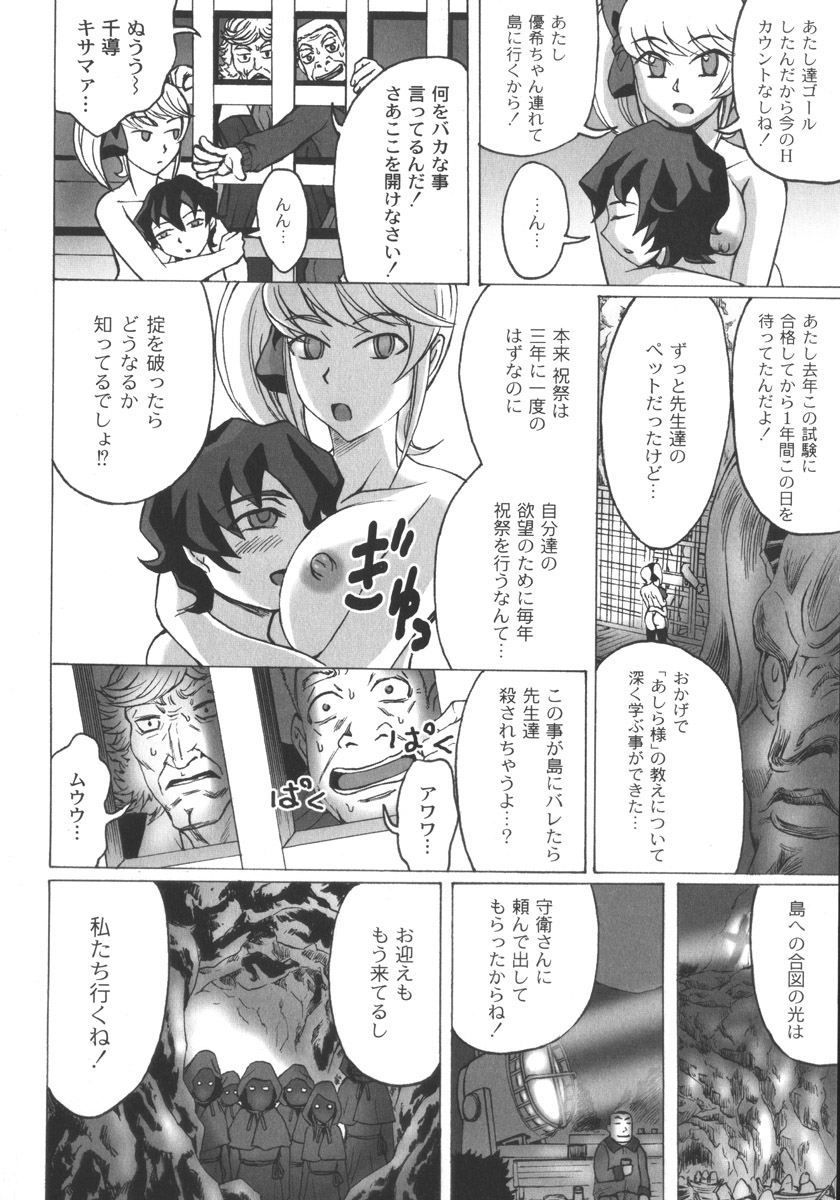 あたし達ゴール
したんだから今のH
カウントなしね！
あたし
優希ちゃん連れて
島に行くから！
…ん…
何をバカな事
言ってるんだ！
さあここを開けなさい！
んん…
ぬうう～
千導
キサマァ…
あたし去年この試験に
合格してから1年間この日を
待ってたんだよ！
ずっと先生達の
ペットだったけど…
おかげで
「あしら様」の教えについて
深く学ぶ事ができた…
本来 祝祭は
三年に一度の
はずなのに
自分達の
欲望のために毎年
祝祭を行うなんて…
掟を破ったら
どうなるか
知ってるでしょ!?
ぎゅっ
この事が島にバレたら
先生達
殺されちゃうよ…？
ぱく
ぱく
アワワ…
ムウウ…
島への合図の光は
守衛さんに
頼んで出して
もらったからね！
お迎えも
もう来てるし
私たち行くね！